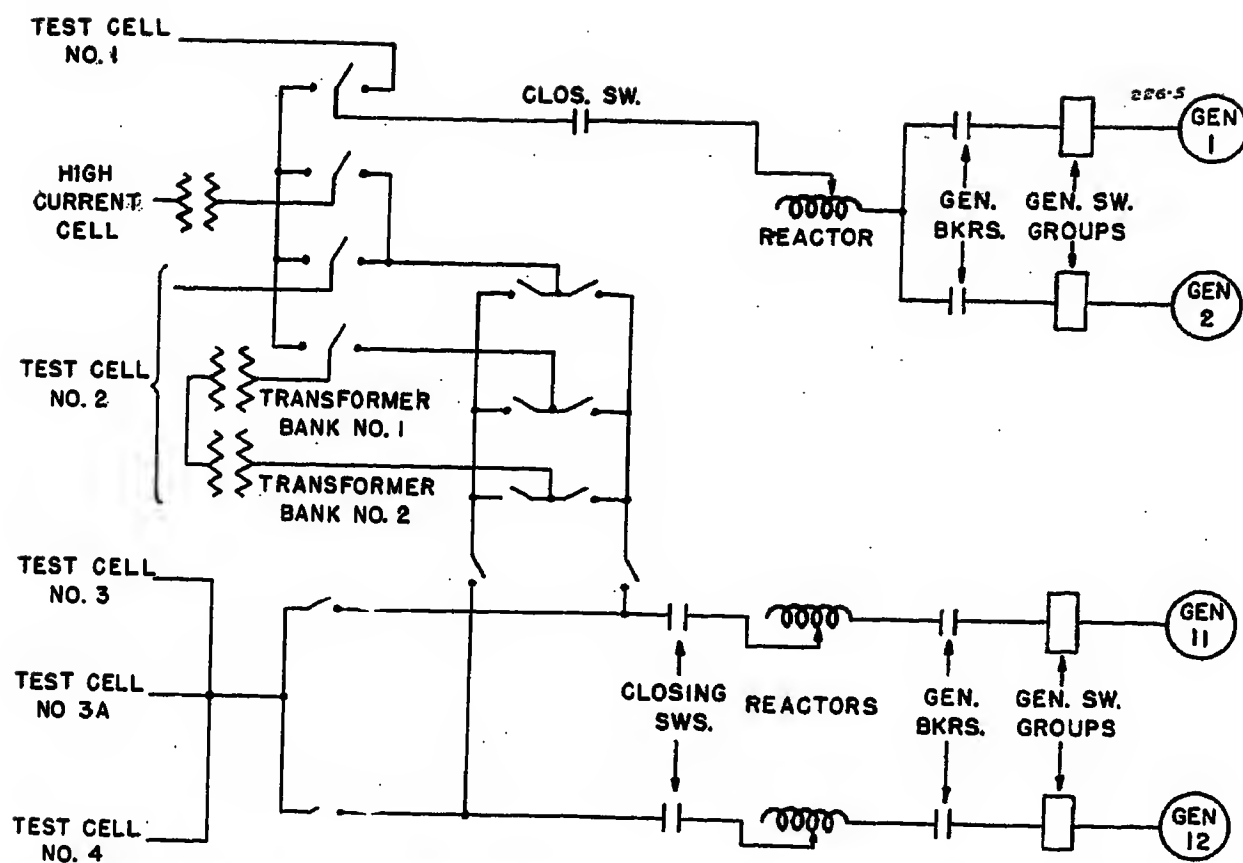 TEST CELL
NO. 1
CLOS. SW.
226-5
GEN
1
HIGH
CURRENT
CELL
REACTOR
GEN.
BKRS.
GEN. SW.
GROUPS
GEN
2
TEST CELL
NO. 2
TRANSFORMER
BANK NO. 1
TRANSFORMER
BANK NO. 2
TEST CELL
NO. 3
GEN
11
TEST CELL
NO 3A
CLOSING
SWS.
REACTORS
GEN.
BKRS.
GEN. SW.
GROUPS
TEST CELL
NO. 4
GEN
12